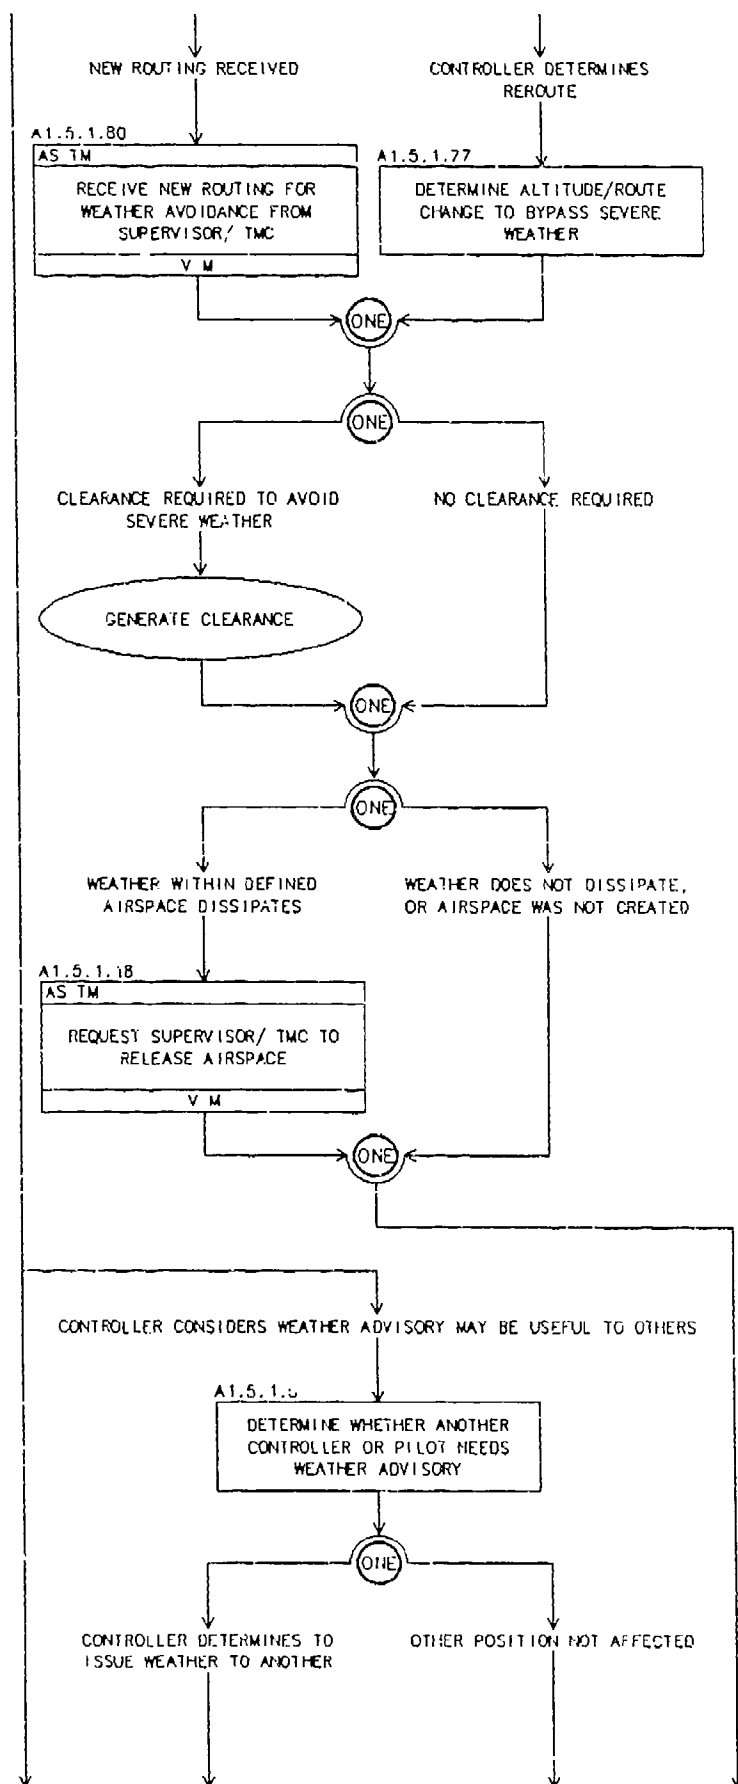 NEW ROUTING RECEIVED
CONTROLLER DETERMINES
REROUTE
A1.5.1.80
AS TM
RECEIVE NEW ROUTING FOR
WEATHER AVOIDANCE FROM
SUPERVISOR/ TMC
V M
A1.5.1.77
DETERMINE ALTITUDE/ROUTE
CHANGE TO BYPASS SEVERE
WEATHER
ONE
ONE
CLEARANCE REQUIRED TO AVOID
SEVERE WEATHER
NO CLEARANCE REQUIRED
GENERATE CLEARANCE
ONE
ONE
WEATHER WITHIN DEFINED
AIRSPACE DISSIPATES
WEATHER DOES NOT DISSIPATE,
OR AIRSPACE WAS NOT CREATED
AS TM
REQUEST SUPERVISOR/ TMC TO
RELEASE AIRSPACE
V M
ONE
CONTROLLER CONSIDERS WEATHER ADVISORY MAY BE USEFUL TO OTHERS
DETERMINE WHETHER ANOTHER
CONTROLLER OR PILOT NEEDS
WEATHER ADVISORY
ONE
CONTROLLER DETERMINES TO
ISSUE WEATHER TO ANOTHER
OTHER POSITION NOT AFFECTED